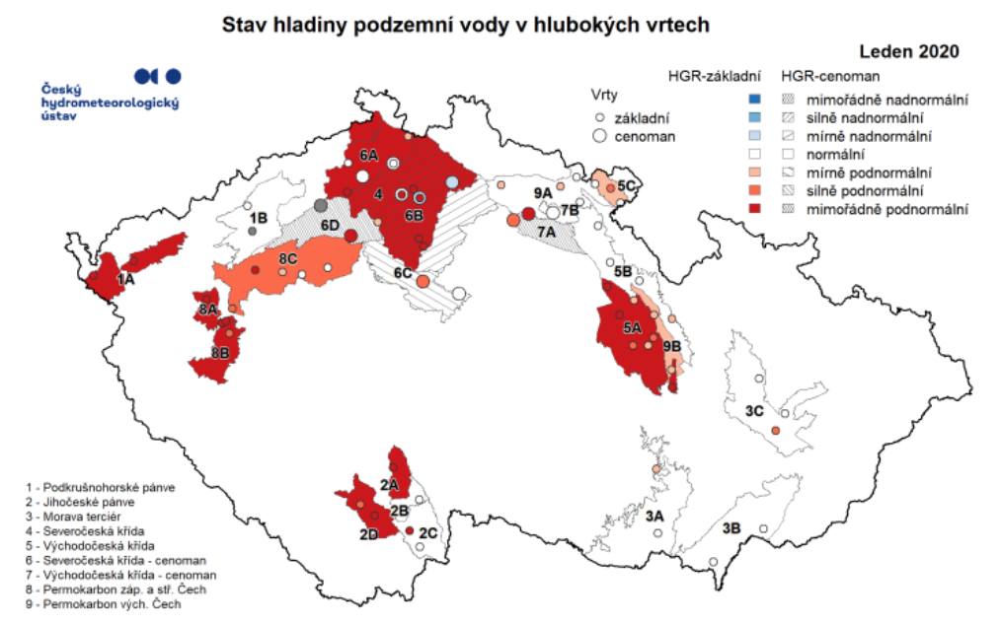 Stav hladiny podzemní vody v hlubokých vrtech
Leden 2020
Český
hydrometeorologický
ústav
HGR-základní HGR-cenoman
Vrty
základní
cenoman
mimořádně nadnormální
silně nadnormální
mírně nadnormální
normální
mírně podnormální
silně podnormální
mimořádně podnormální
6A
4
6B
1B
6D
9A
7B
5C
7A
8C
6C
5B
1A
8A
8B
5A
9B
3C
2A
2B
2D
2C
3A
3B
1 - Podkrušnohorské pánve
2 - Jihočeské pánve
3 - Morava terciér
4 - Severočeská křída
5 - Východočeská křída
6 - Severočeská křída - cenoman
7 - Východočeská křída - cenoman
8 - Permokarbon záp. a stř. Čech
9 - Permokarbon vých. Čech